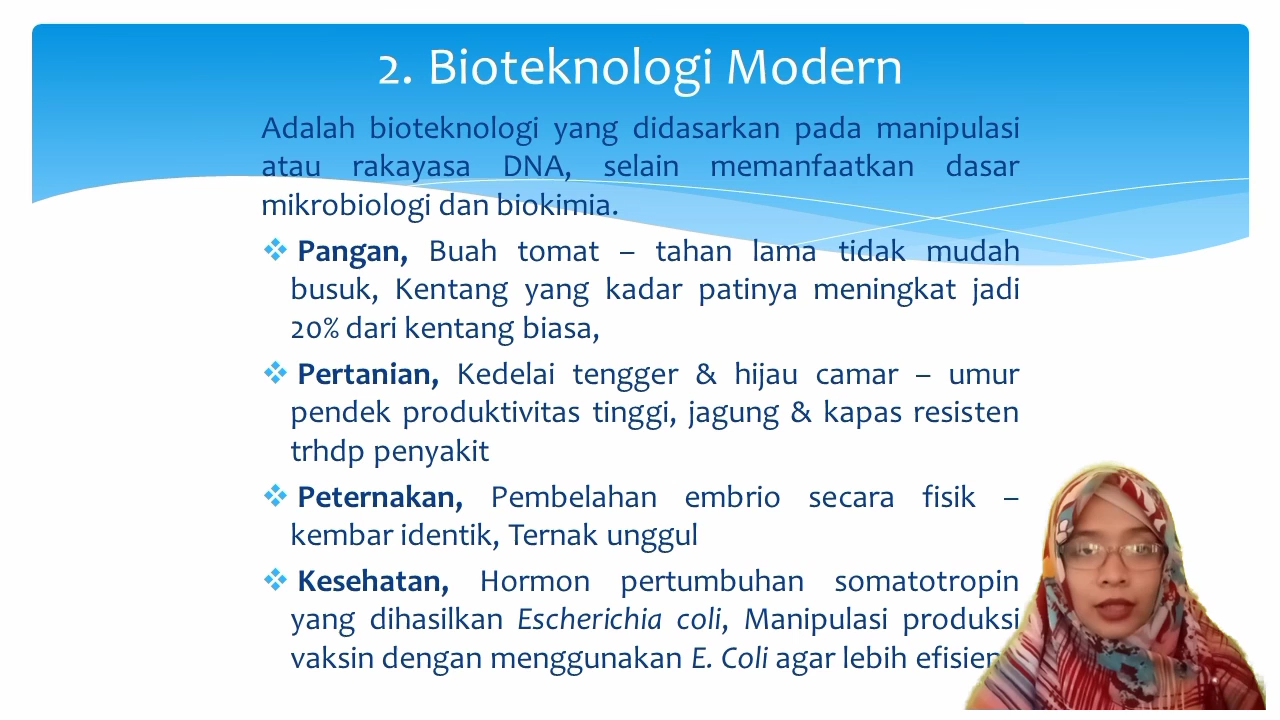 2. Bioteknologi Modern
Adalah bioteknologi yang didasarkan pada manipulasi
atau rakayasa DNA, selain memanfaatkan dasar
mikrobiologi dan biokimia.
❖ Pangan, Buah tomat – tahan lama tidak mudah
busuk, Kentang yang kadar patinya meningkat jadi
20% dari kentang biasa,
❖ Pertanian, Kedelai tengger & hijau camar – umur
pendek produktivitas tinggi, jagung & kapas resisten
trhdp penyakit
❖ Peternakan, Pembelahan embrio secara fisik –
kembar identik, Ternak unggul
❖ Kesehatan, Hormon pertumbuhan somatotropin
yang dihasilkan Escherichia coli, Manipulasi produksi
vaksin dengan menggunakan E. Coli agar lebih efisien